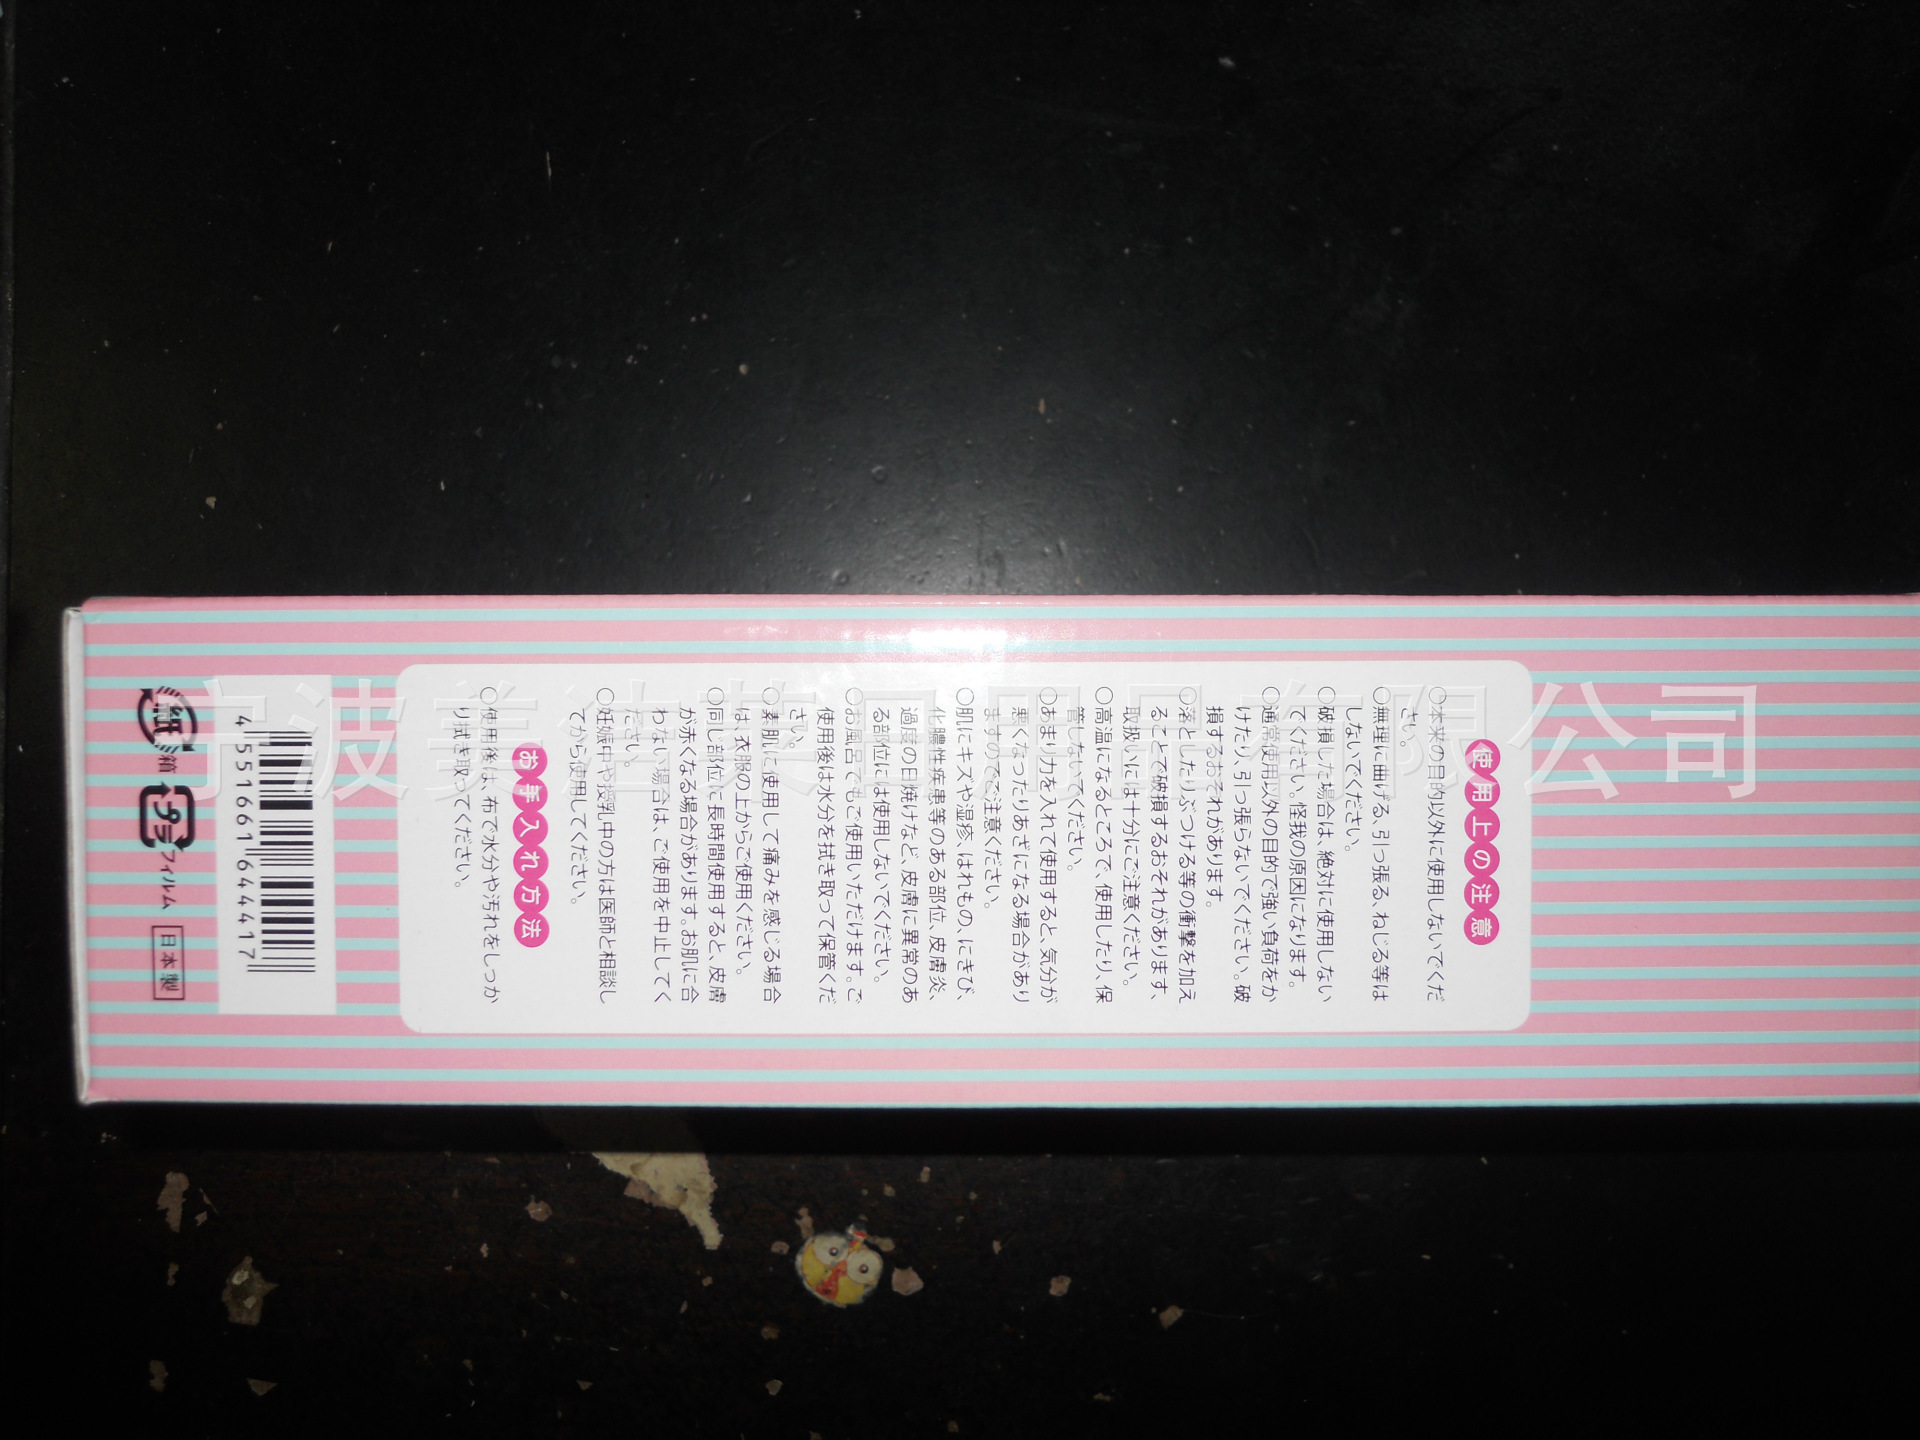 使用上の注意
○本来の目的以外に使用しないでくだ
さい。
○無理に曲げる、引っ張る、ねじる等は
しないでください。
○破損した場合は、絶対に使用しない
でください。怪我の原因になります。
○通常使用以外の目的で強い負荷をか
けたり、引っ張らないでください。破
損するおそれがあります。
○落としたりぶつける等の衝撃を加え
ることで破損するおそれがあります、
取扱いには十分にご注意ください。
○高温になるところで、使用したり、保
管しないでください。
○あまり力を入れて使用すると、気分が
悪くなったりあざになる場合があり
ますのでご注意ください。
○肌にキズや湿疹、はれもの、にきび、
化膿性疾患等のある部位、皮膚炎、
過度の日焼けなど、皮膚に異常のあ
る部位には使用しないでください。
○お風呂でもご使用いただけます。ご
使用後は水分を拭き取って保管くだ
さい。
○素肌に使用して痛みを感じる場合
は、衣服の上からご使用ください。
○同じ部位に長時間使用すると、皮膚
が赤くなる場合があります。お肌に合
わない場合は、ご使用を中止してく
ださい。
○妊娠中や授乳中の方は医師と相談し
てから使用してください。
お手入れ方法
○使用後は、布で水分や汚れをしっか
り拭き取ってください。
4 551661 644417
紙 箱 プラ フィルム 日本製
宁波美洁莱日用品有限公司